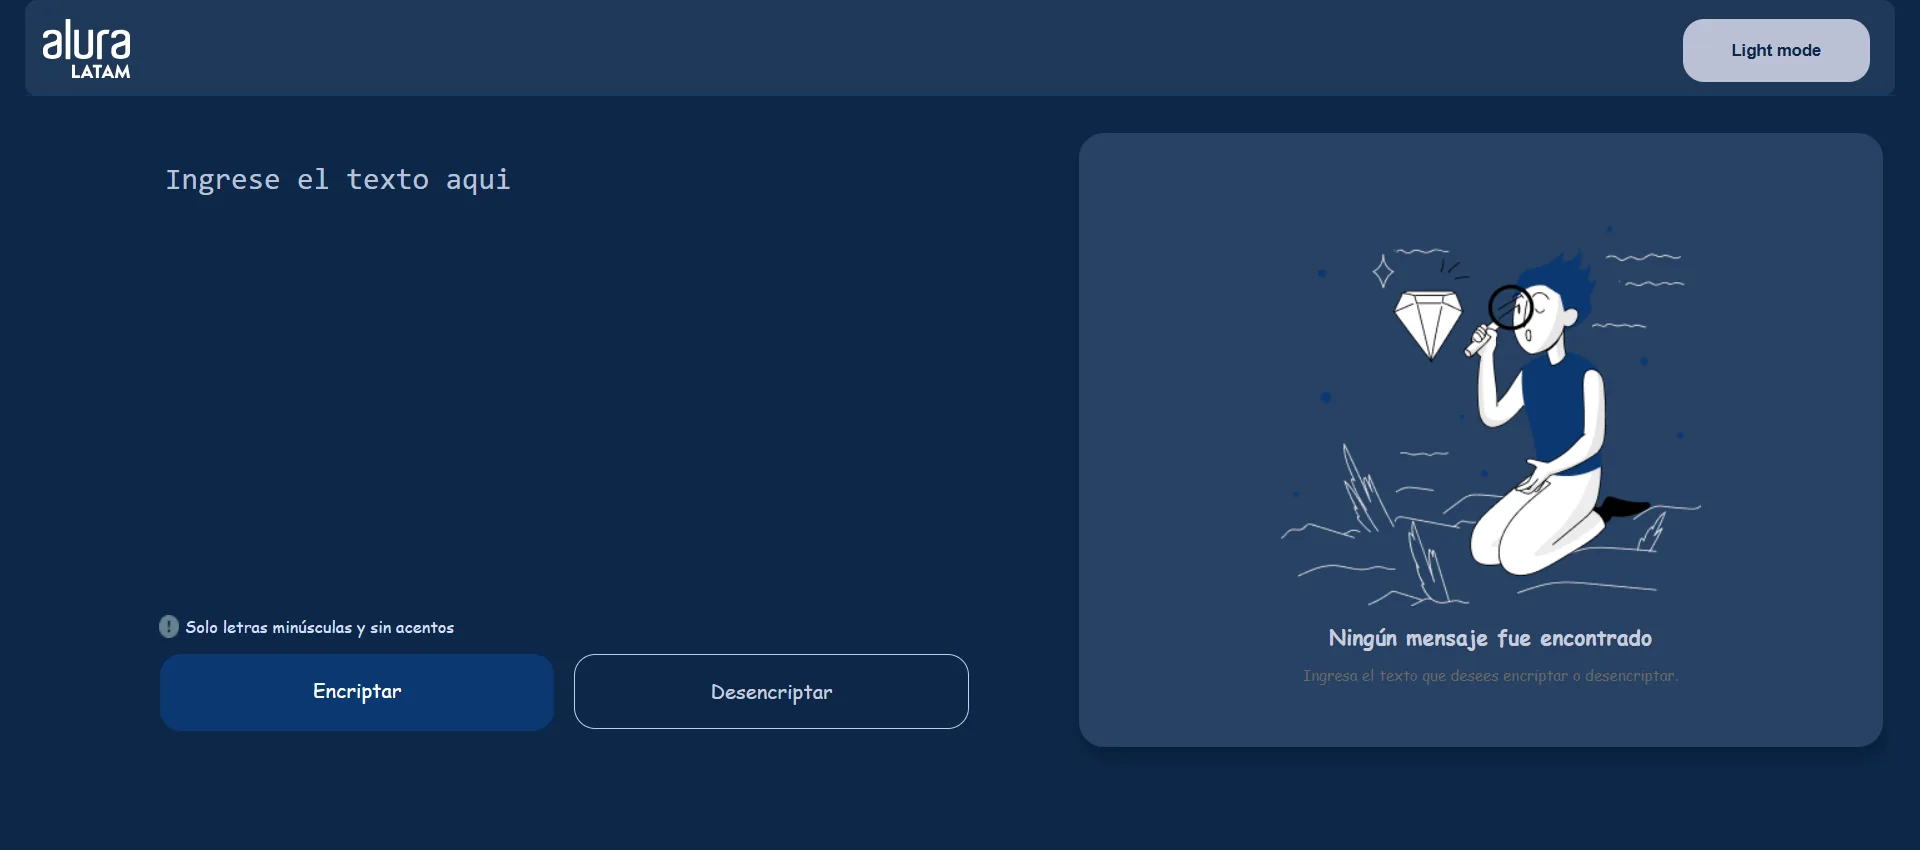 alura
LATAM
Light mode
Ingrese el texto aqui
Solo letras minúsculas y sin acentos
Encriptar
Desencriptar
Ningún mensaje fue encontrado
Ingresa el texto que desees encriptar o desencriptar.